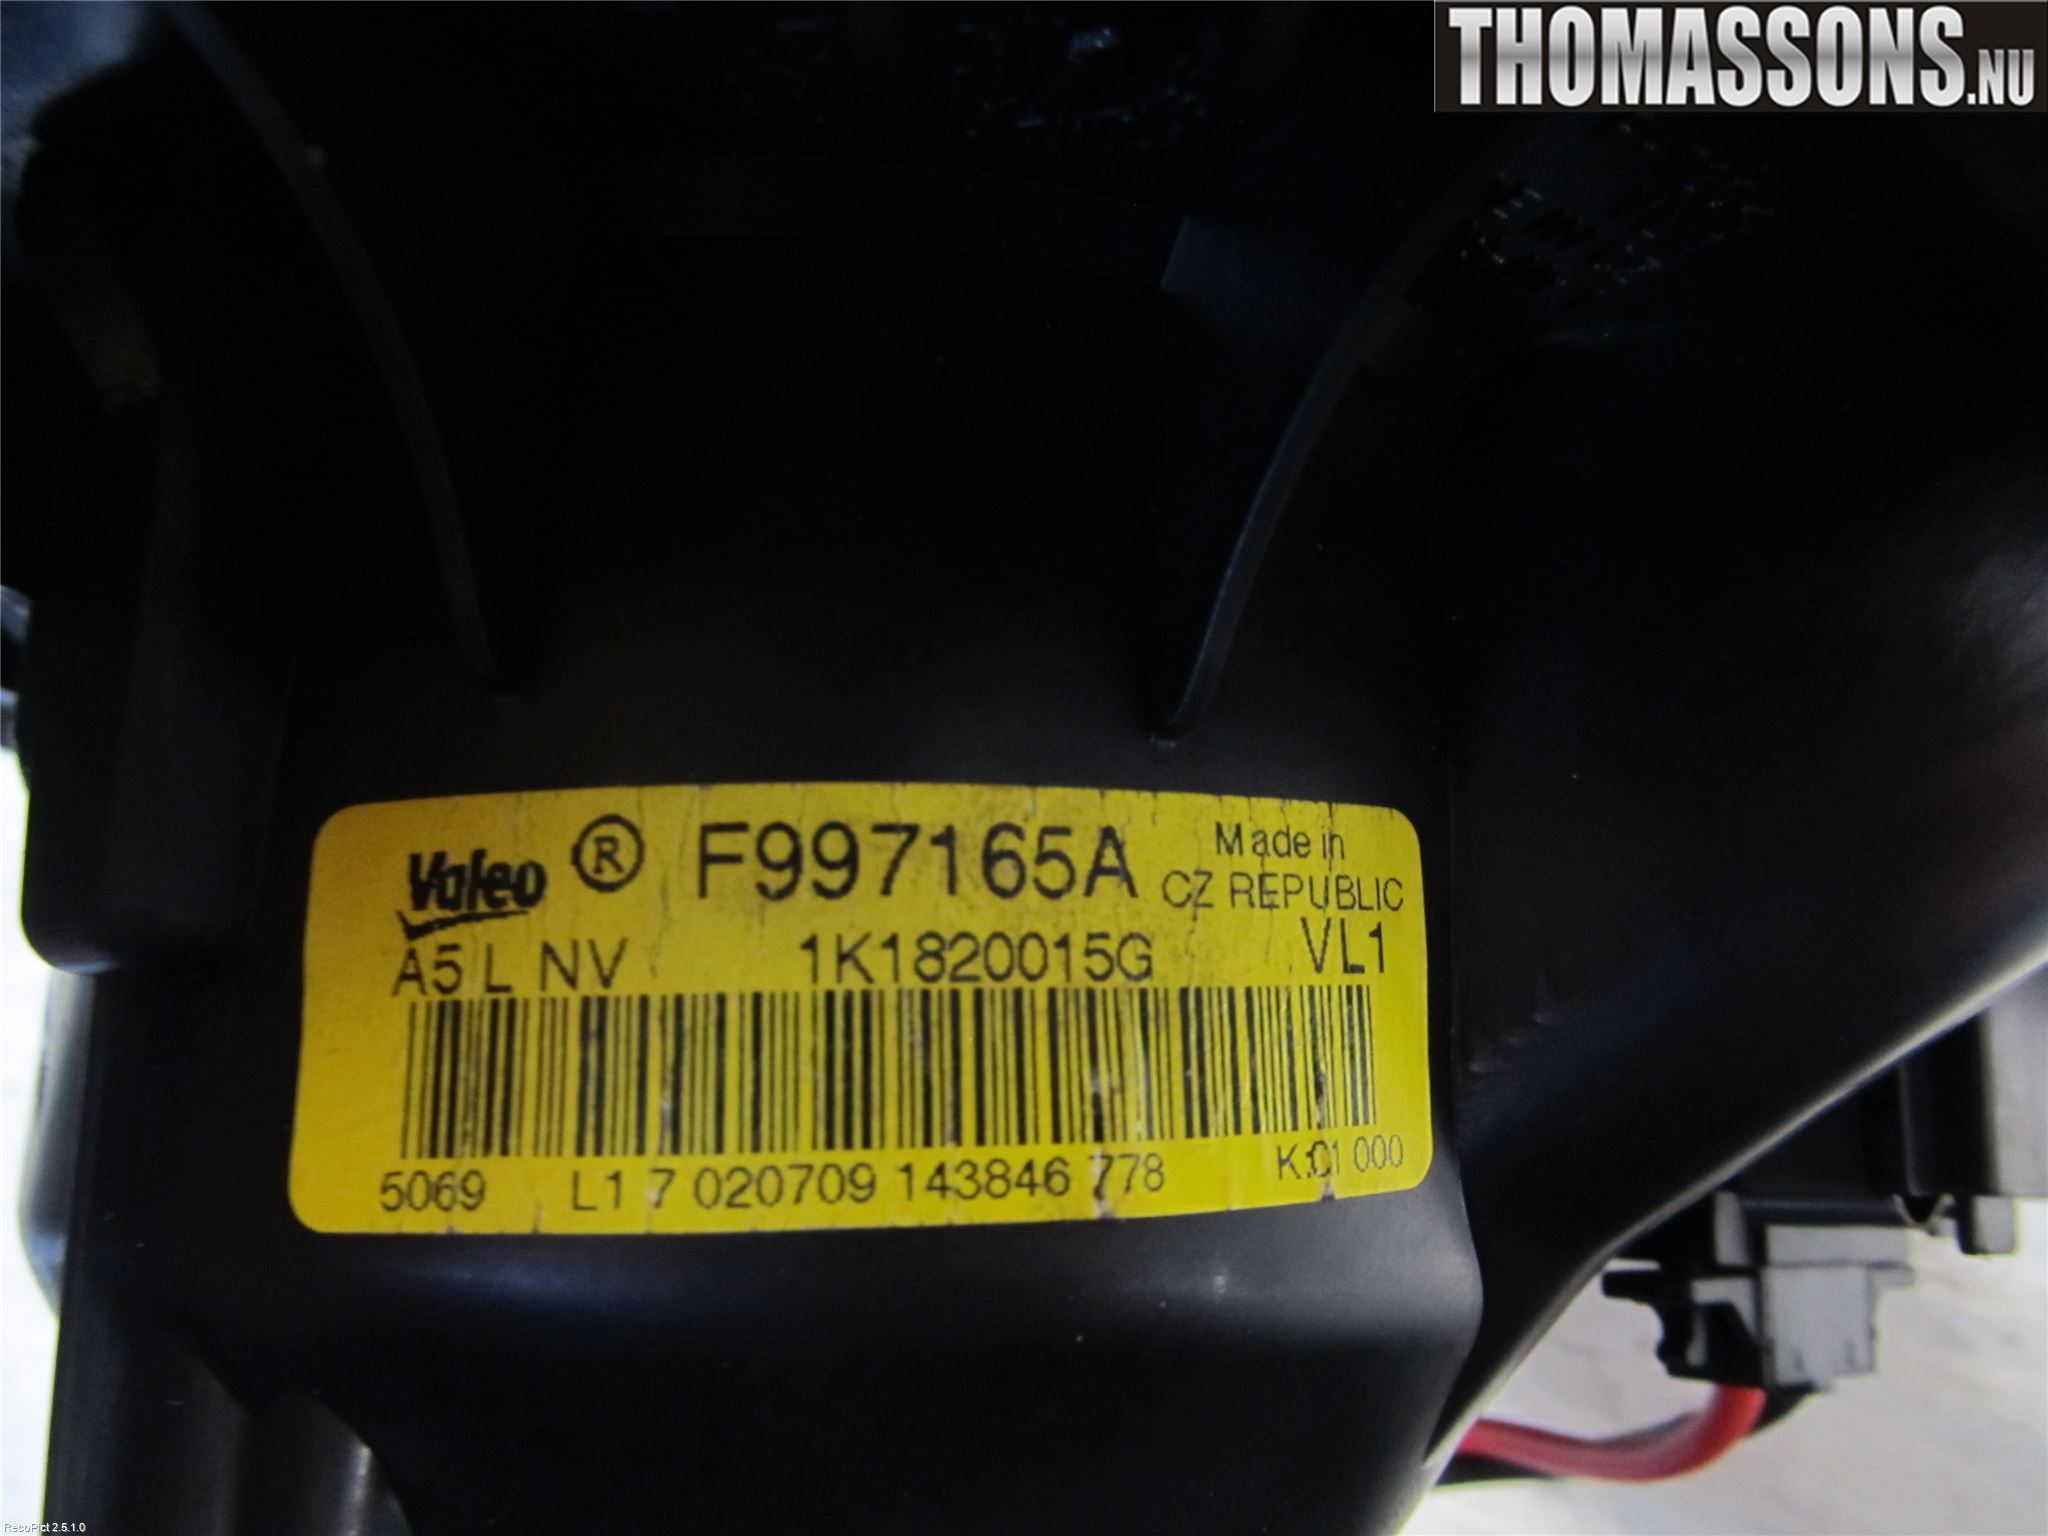 THOMASSONS.NU
Valeo ® F997165A Made in
CZ REPUBLIC
A5 L NV 1K1820015G VL1
5069 L1 7 020709 143846 778 K:C1 000
RecoPict 2.5.1.0